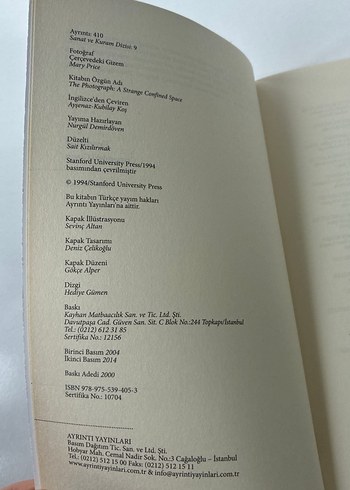 Ayrıntı: 410
Sanat ve Kuram Dizisi: 9
Fotoğraf
Çerçevedeki Gizem
Mary Price
Kitabın Özgün Adı
The Photograph: A Strange Confined Space
İngilizce'den Çeviren
Ayşenaz-Kubilay Koş
Yayıma Hazırlayan
Nurgül Demirdöven
Düzelti
Sait Kızılırmak
Stanford University Press/1994
basımından çevrilmiştir
© 1994/Stanford University Press
Bu kitabın Türkçe yayım hakları
Ayrıntı Yayınları'na aittir.
Kapak İllüstrasyonu
Sevinç Altan
Kapak Tasarımı
Deniz Çelikoğlu
Kapak Düzeni
Gökçe Alper
Dizgi
Hediye Gümen
Baskı
Kayhan Matbaacılık San. ve Tic. Ltd. Şti.
Davutpaşa Cad. Güven San. Sit. C Blok No.:244 Topkapı/İstanbul
Tel.: (0212) 612 31 85
Sertifika No.: 12156
Birinci Basım 2004
İkinci Basım 2014
Baskı Adedi 2000
ISBN 978-975-539-405-3
Sertifika No.: 10704
AYRINTI YAYINLARI
Basım Dağıtım Tic. San. ve Ltd. Şti.
Hobyar Mah. Cemal Nadir Sok. No.:3 Cağaloğlu – İstanbul
Tel.: (0212) 512 15 00 Faks: (0212) 512 15 11
www.ayrintiyayinlari.com.tr & info@ayrintiyayinlari.com.tr